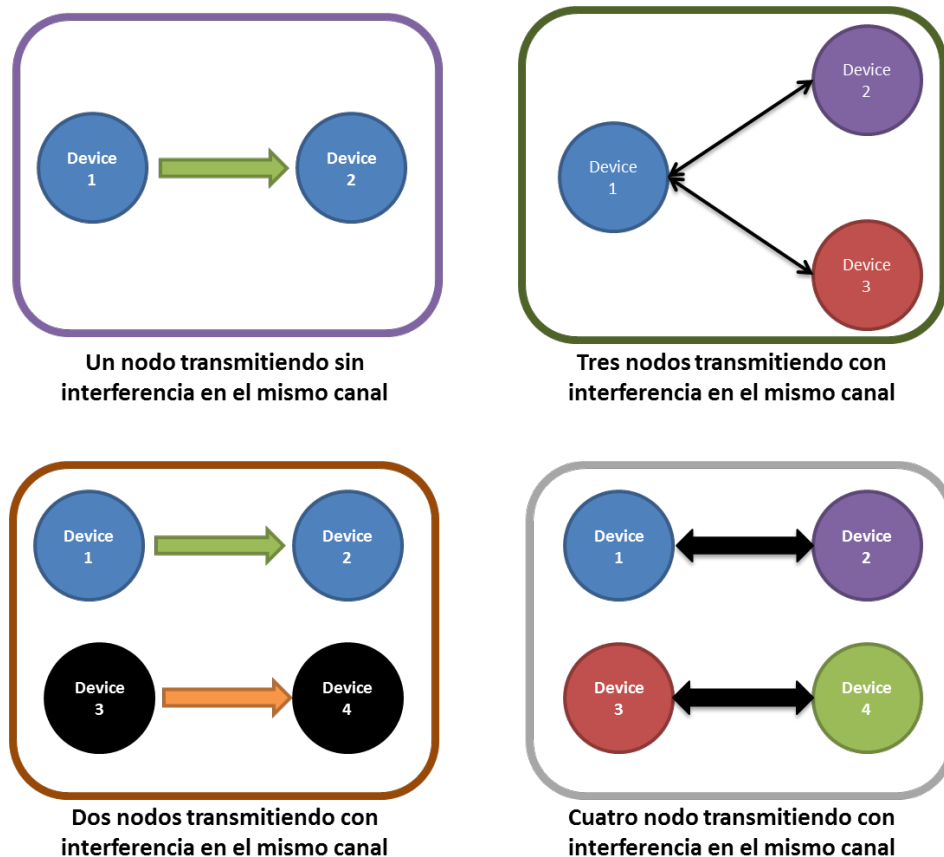 Device
1
Device
2
Un nodo transmitiendo sin
interferencia en el mismo canal
Device
1
Device
2
Device
3
Tres nodos transmitiendo con
interferencia en el mismo canal
Device
1
Device
2
Device
3
Device
4
Dos nodos transmitiendo con
interferencia en el mismo canal
Device
1
Device
2
Device
3
Device
4
Cuatro nodo transmitiendo con
interferencia en el mismo canal